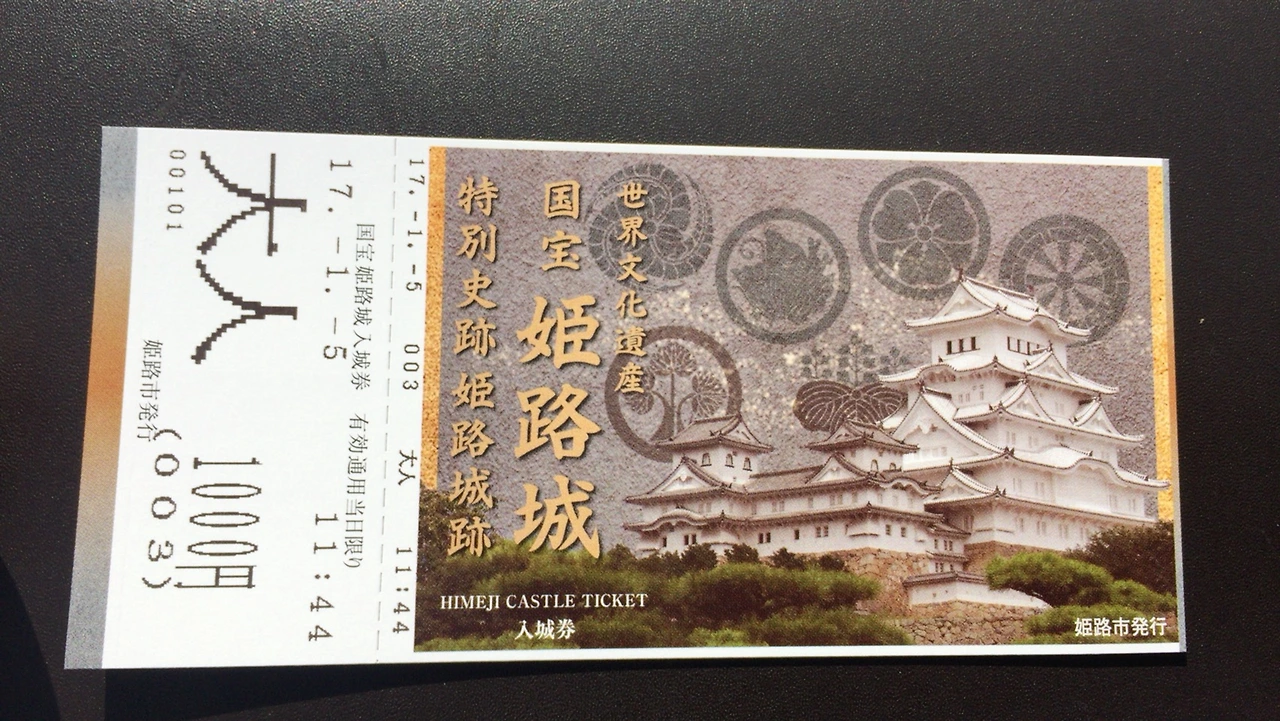 世界文化遺産
国宝 姫路城
特別史跡姫路城跡
HIMEJI CASTLE TICKET
入城券
姫路市発行
17.-1.-5 003 大人 11:44
国宝姫路城入城券 有効通用当日限り
17.-1.-5 11:44
大人 1000円
00101
姫路市発行
(003)